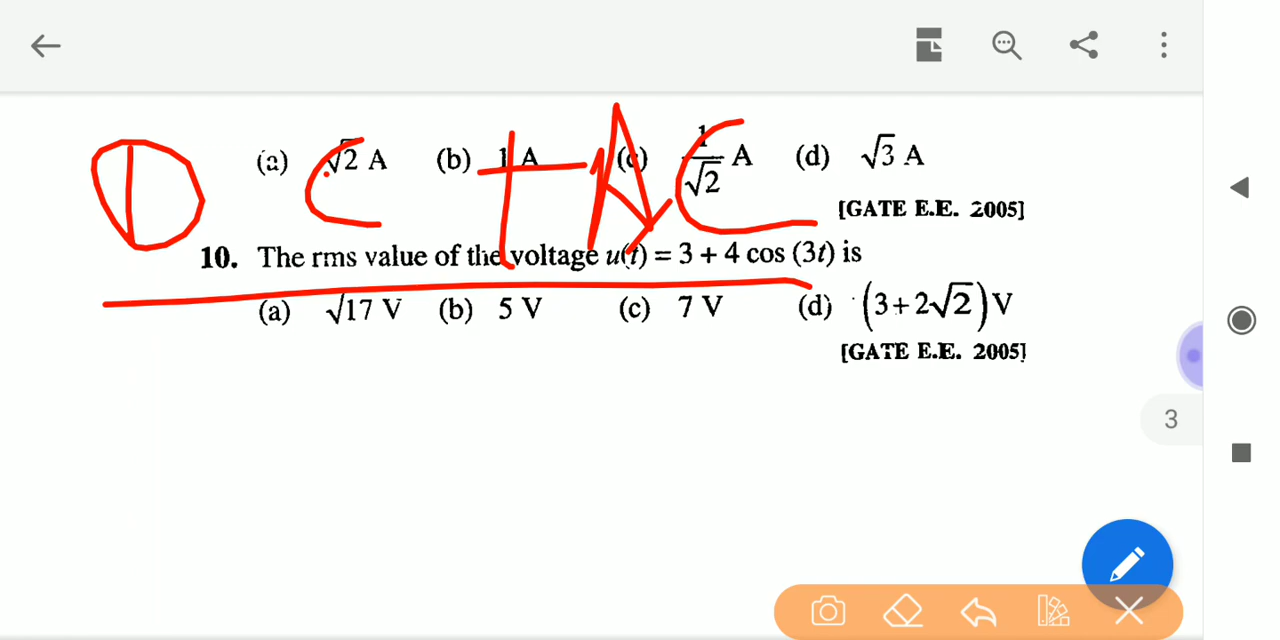 (a) √2 A (b) 1 A (c) 1/√2 A (d) √3 A
[GATE E.E. 2005]
DC + AC
10. The rms value of the voltage u(t) = 3 + 4 cos (3t) is
(a) √17 V (b) 5 V (c) 7 V (d) (3+2√2) V
[GATE E.E. 2005]
3